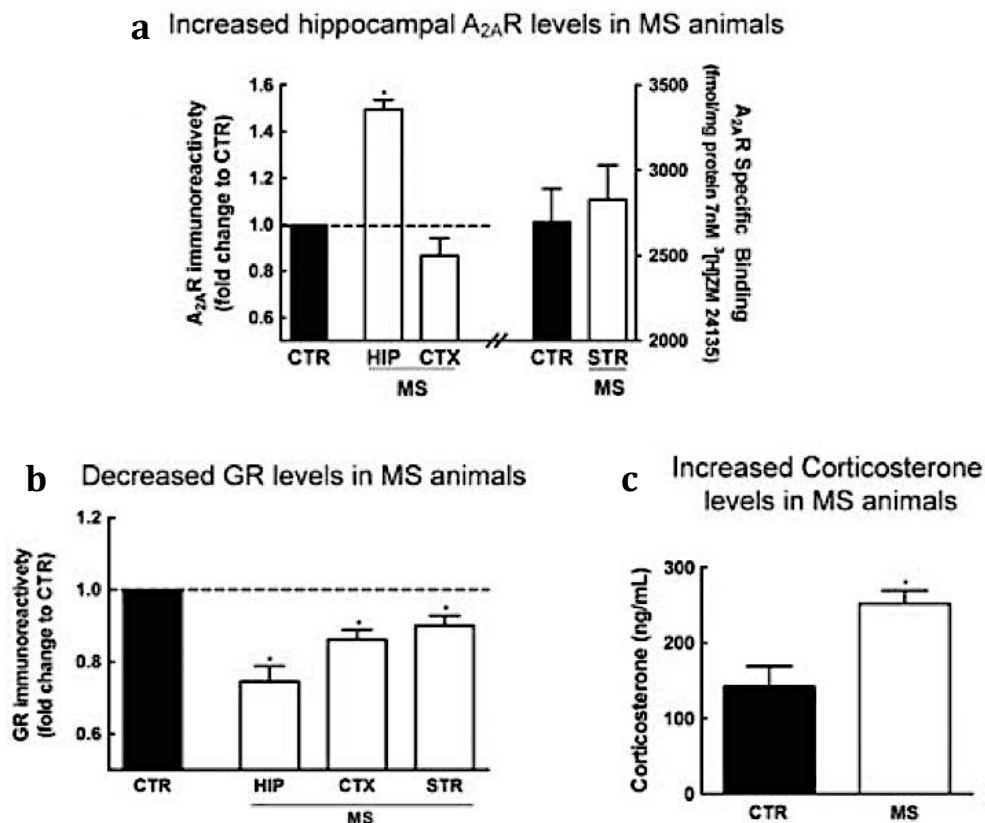 a Increased hippocampal A2AR levels in MS animals
A2AR immunoreactivety
(fold change to CTR)
1.6
1.4
1.2
1.0
0.8
0.6
CTR
HIP
CTX
MS
//
CTR
STR
MS
3500
3000
2500
2000
A2AR Specific Binding
(fmol/mg protein 7nM 3[H]ZM 24135)
b Decreased GR levels in MS animals
GR immunoreactivety
(fold change to CTR)
1.2
1.0
0.8
0.6
CTR
HIP
CTX
STR
MS
c Increased Corticosterone
levels in MS animals
Corticosterone (ng/mL)
300
200
100
0
CTR
MS